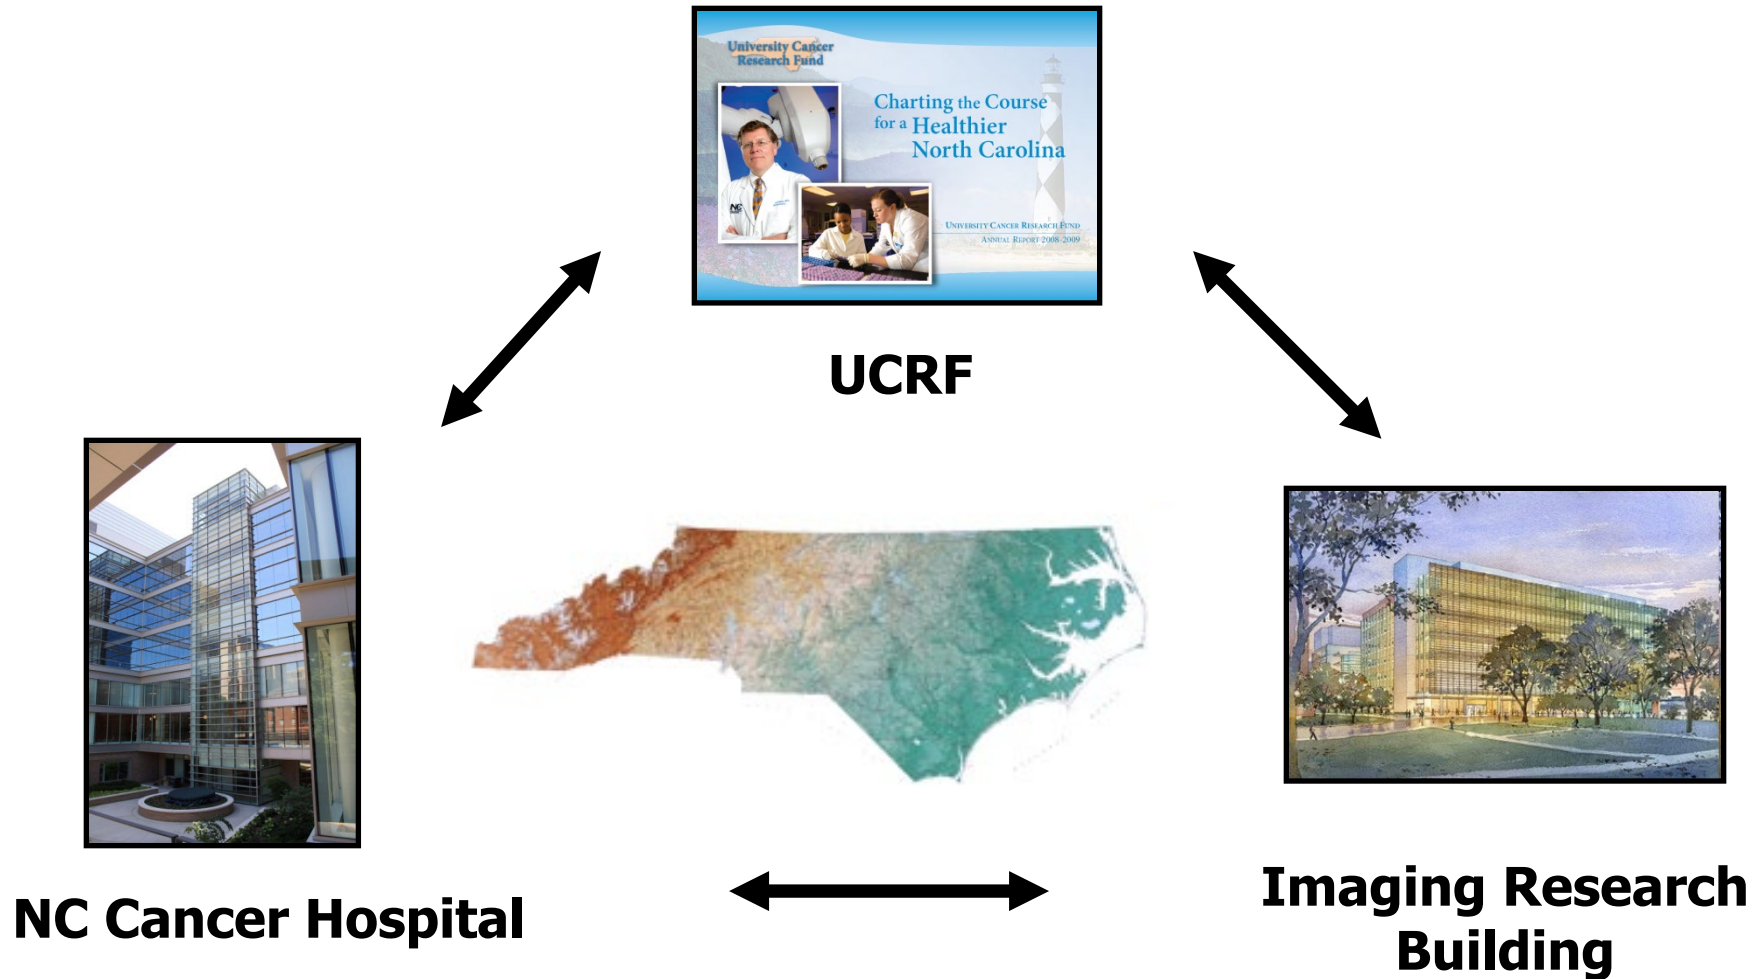 University Cancer
Research Fund
Charting the Course
for a Healthier
North Carolina
UNIVERSITY CANCER RESEARCH FUND
ANNUAL REPORT 2008-2009
NC
UCRF
NC Cancer Hospital
Imaging Research
Building